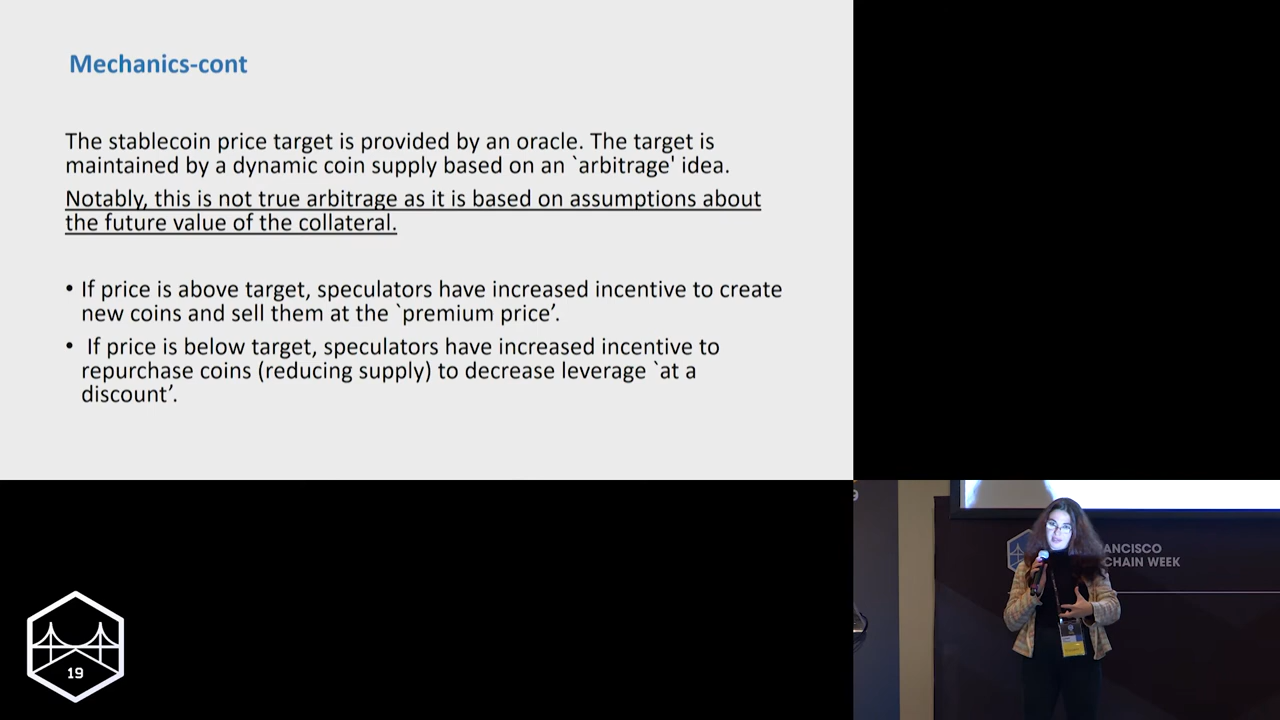 Mechanics-cont
The stablecoin price target is provided by an oracle. The target is
maintained by a dynamic coin supply based on an `arbitrage' idea.
Notably, this is not true arbitrage as it is based on assumptions about
the future value of the collateral.
• If price is above target, speculators have increased incentive to create
new coins and sell them at the `premium price’.
• If price is below target, speculators have increased incentive to
repurchase coins (reducing supply) to decrease leverage `at a
discount’.
9
ANCISCO
CHAIN WEEK
19